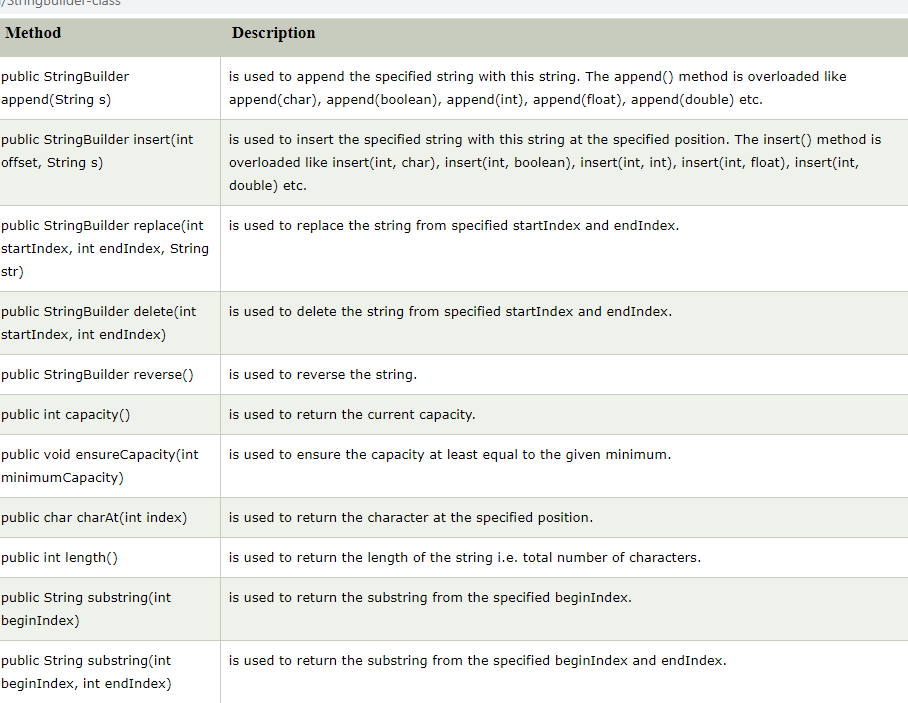 /StringBuilder-class
Method Description
public StringBuilder
append(String s)
is used to append the specified string with this string. The append() method is overloaded like
append(char), append(boolean), append(int), append(float), append(double) etc.
public StringBuilder insert(int
offset, String s)
is used to insert the specified string with this string at the specified position. The insert() method is
overloaded like insert(int, char), insert(int, boolean), insert(int, int), insert(int, float), insert(int,
double) etc.
public StringBuilder replace(int
startIndex, int endIndex, String
str)
is used to replace the string from specified startIndex and endIndex.
public StringBuilder delete(int
startIndex, int endIndex)
is used to delete the string from specified startIndex and endIndex.
public StringBuilder reverse()
is used to reverse the string.
public int capacity()
is used to return the current capacity.
public void ensureCapacity(int
minimumCapacity)
is used to ensure the capacity at least equal to the given minimum.
public char charAt(int index)
is used to return the character at the specified position.
public int length()
is used to return the length of the string i.e. total number of characters.
public String substring(int
beginIndex)
is used to return the substring from the specified beginIndex.
public String substring(int
beginIndex, int endIndex)
is used to return the substring from the specified beginIndex and endIndex.